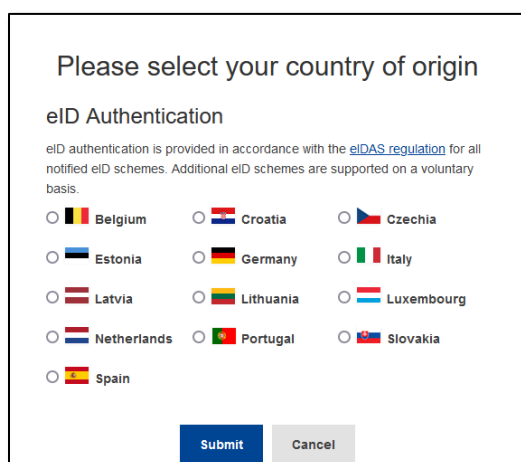 Please select your country of origin
eID Authentication
eID authentication is provided in accordance with the eIDAS regulation for all
notified eID schemes. Additional eID schemes are supported on a voluntary
basis.
Belgium Croatia Czechia
Estonia Germany Italy
Latvia Lithuania Luxembourg
Netherlands Portugal Slovakia
Spain
Submit Cancel